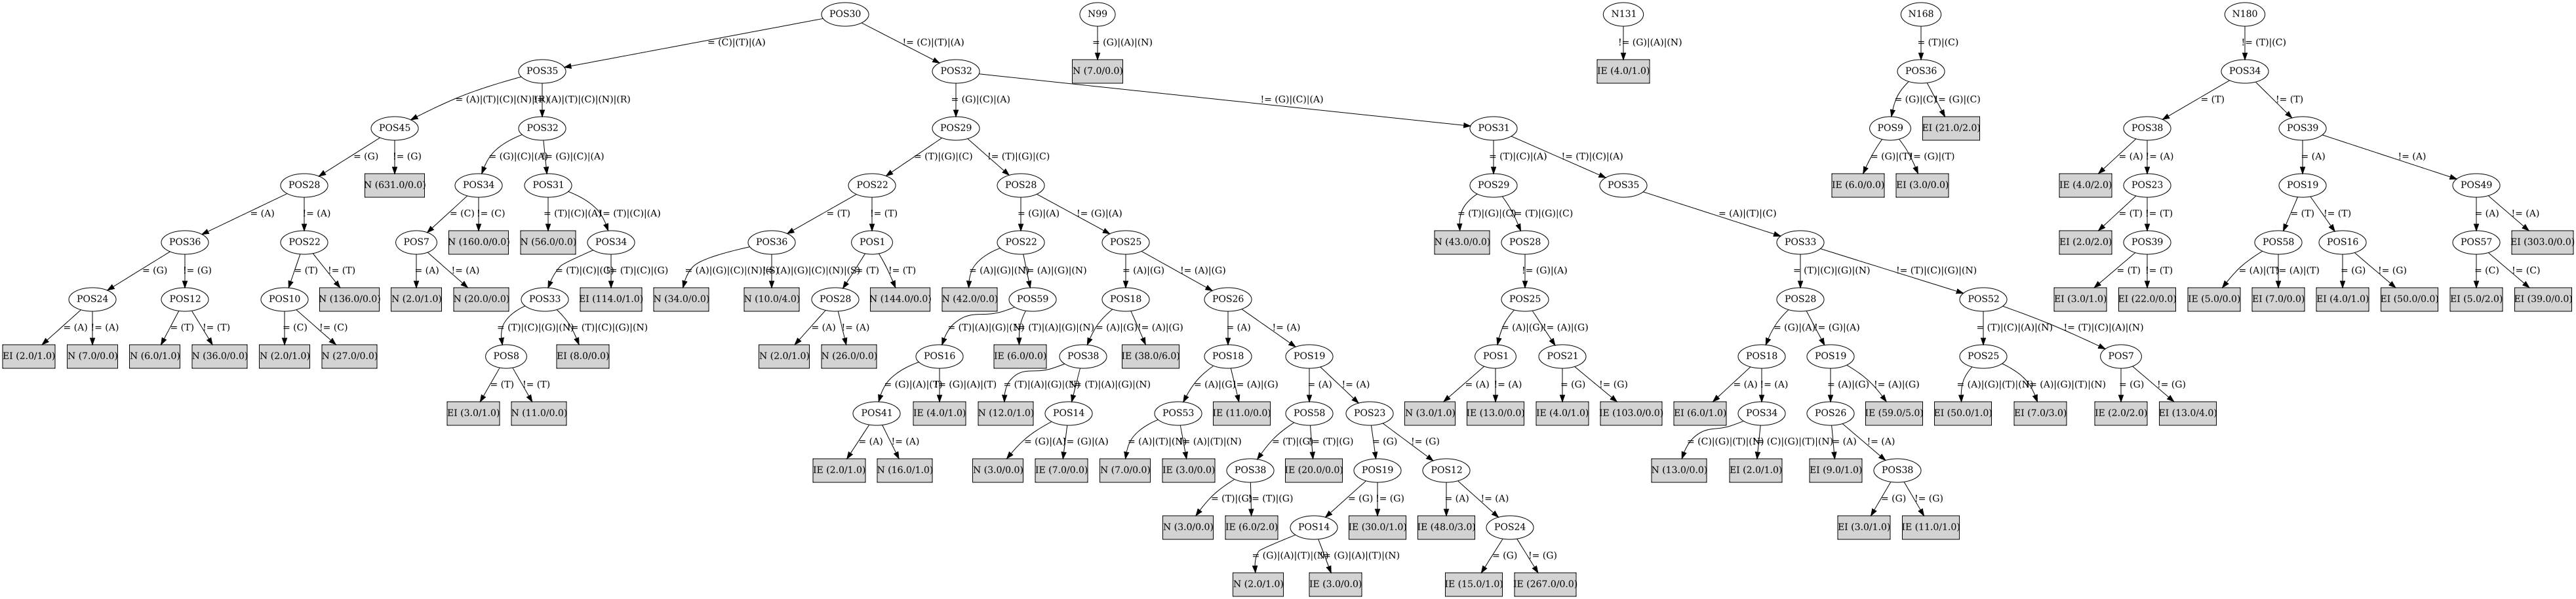 POS30 N99 N131 N168 N180
= (C)|(T)|(A) != (C)|(T)|(A) = (G)|(A)|(N) != (G)|(A)|(N) = (T)|(C) != (T)|(C)
POS35 POS32 N (7.0/0.0) IE (4.0/1.0) POS36 POS34
= (A)|(T)|(C)|(N)|(R) != (A)|(T)|(C)|(N)|(R) = (G)|(C)|(A) != (G)|(C)|(A) = (G)|(C) != (G)|(C) = (T) != (T)
POS45 POS32 POS29 POS31 POS9 EI (21.0/2.0) POS38 POS39
= (G) != (G) = (G)|(C)|(A) != (G)|(C)|(A) = (T)|(G)|(C) != (T)|(G)|(C) = (T)|(C)|(A) != (T)|(C)|(A) = (G)|(T) != (G)|(T) = (A) != (A) = (A) != (A)
POS28 N (631.0/0.0) POS34 POS31 POS22 POS28 POS29 POS35 IE (6.0/0.0) EI (3.0/0.0) IE (4.0/2.0) POS23 POS19 POS49
= (A) != (A) = (C) != (C) = (T)|(C)|(A) != (T)|(C)|(A) = (T) != (T) = (G)|(A) != (G)|(A) = (T)|(G)|(C) != (T)|(G)|(C) = (A)|(T)|(C) = (T) != (T) = (T) != (T) = (A) != (A)
POS36 POS22 POS7 N (160.0/0.0) N (56.0/0.0) POS34 POS36 POS1 POS22 POS25 N (43.0/0.0) POS28 POS33 EI (2.0/2.0) POS39 POS58 POS16 POS57 EI (303.0/0.0)
= (G) != (G) = (T) != (T) = (A) != (A) = (T)|(C)|(G) != (T)|(C)|(G) = (A)|(G)|(C)|(N)|(S) != (A)|(G)|(C)|(N)|(S) = (T) != (T) = (A)|(G)|(N) != (A)|(G)|(N) = (A)|(G) != (A)|(G) != (G)|(A) = (T)|(C)|(G)|(N) != (T)|(C)|(G)|(N) = (T) != (T) = (A)|(T) != (A)|(T) = (G) != (G) = (C) != (C)
POS24 POS12 POS10 N (136.0/0.0) N (2.0/1.0) N (20.0/0.0) POS33 EI (114.0/1.0) N (34.0/0.0) N (10.0/4.0) POS28 N (144.0/0.0) N (42.0/0.0) POS59 POS18 POS26 POS25 POS28 POS52 EI (3.0/1.0) EI (22.0/0.0) IE (5.0/0.0) EI (7.0/0.0) EI (4.0/1.0) EI (50.0/0.0) EI (5.0/2.0) EI (39.0/0.0)
= (A) != (A) = (T) != (T) = (C) != (C) = (T)|(C)|(G)|(N) != (T)|(C)|(G)|(N) = (A) != (A) = (T)|(A)|(G)|(N) != (T)|(A)|(G)|(N) = (A)|(G) != (A)|(G) = (A) != (A) = (A)|(G) != (A)|(G) = (G)|(A) != (G)|(A) = (T)|(C)|(A)|(N) != (T)|(C)|(A)|(N)
EI (2.0/1.0) N (7.0/0.0) N (6.0/1.0) N (36.0/0.0) N (2.0/1.0) N (27.0/0.0) POS8 EI (8.0/0.0) N (2.0/1.0) N (26.0/0.0) POS16 IE (6.0/0.0) POS38 IE (38.0/6.0) POS18 POS19 POS1 POS21 POS18 POS19 POS25 POS7
= (T) != (T) = (G)|(A)|(T) != (G)|(A)|(T) = (T)|(A)|(G)|(N) != (T)|(A)|(G)|(N) = (A)|(G) != (A)|(G) = (A) != (A) = (A) != (A) = (G) != (G) = (A) != (A) = (A)|(G) != (A)|(G) = (A)|(G)|(T)|(N) != (A)|(G)|(T)|(N) = (G) != (G)
EI (3.0/1.0) N (11.0/0.0) POS41 IE (4.0/1.0) N (12.0/1.0) POS14 POS53 IE (11.0/0.0) POS58 POS23 N (3.0/1.0) IE (13.0/0.0) IE (4.0/1.0) IE (103.0/0.0) EI (6.0/1.0) POS34 POS26 IE (59.0/5.0) EI (50.0/1.0) EI (7.0/3.0) IE (2.0/2.0) EI (13.0/4.0)
= (A) != (A) = (G)|(A) != (G)|(A) = (A)|(T)|(N) != (A)|(T)|(N) = (T)|(G) != (T)|(G) = (G) != (G) = (C)|(G)|(T)|(N) != (C)|(G)|(T)|(N) = (A) != (A)
IE (2.0/1.0) N (16.0/1.0) N (3.0/0.0) IE (7.0/0.0) N (7.0/0.0) IE (3.0/0.0) POS38 IE (20.0/0.0) POS19 POS12 N (13.0/0.0) EI (2.0/1.0) EI (9.0/1.0) POS38
= (T)|(G) != (T)|(G) = (G) != (G) = (A) != (A) = (G) != (G)
N (3.0/0.0) IE (6.0/2.0) POS14 IE (30.0/1.0) IE (48.0/3.0) POS24 EI (3.0/1.0) IE (11.0/1.0)
= (G)|(A)|(T)|(N) != (G)|(A)|(T)|(N) = (G) != (G)
N (2.0/1.0) IE (3.0/0.0) IE (15.0/1.0) IE (267.0/0.0)